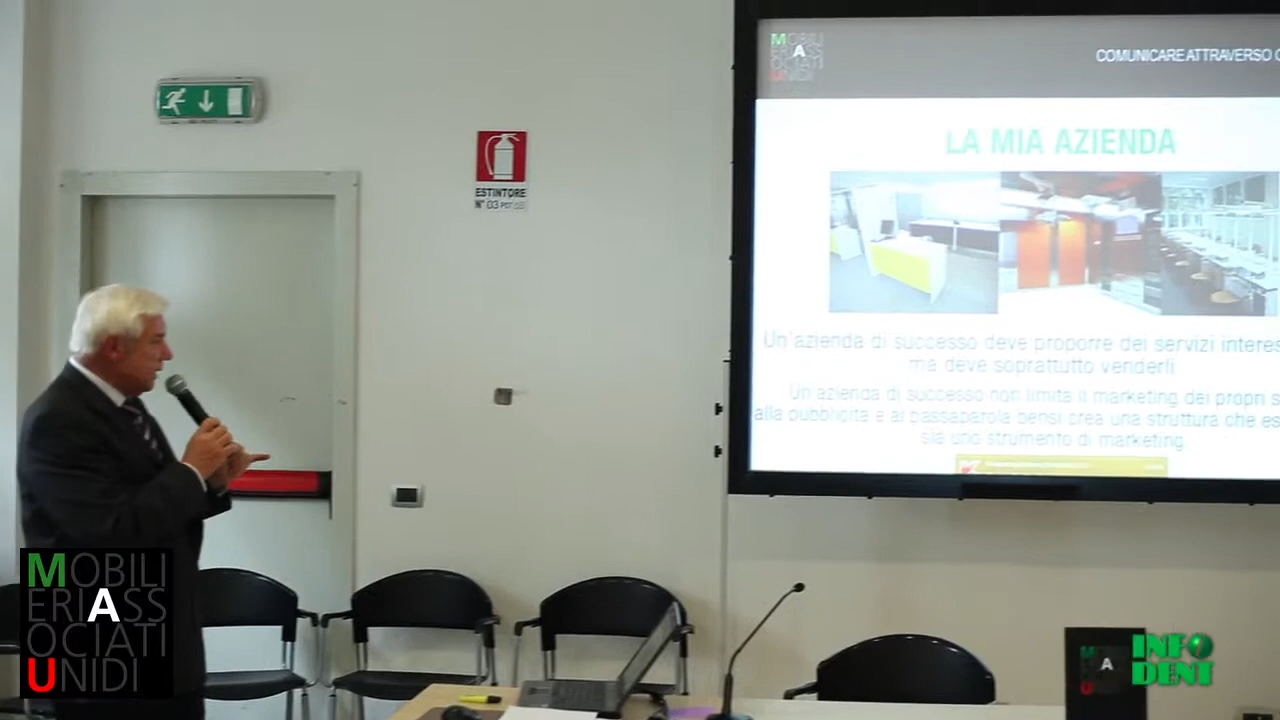 MOBILI
ERIASS
OCIATI
UNIDI
COMUNICARE ATTRAVERSO
LA MIA AZIENDA
Un'azienda di successo deve proporre dei servizi
ma deve soprattutto venderli
Un'azienda di successo non limita il marketing dei propri
alla pubblicità e al passaparola bensì crea una struttura che
sia uno strumento di marketing
ESTINTORE
N° 03
MOBILI
ERIASS
OCIATI
UNIDI
INFO
DENT